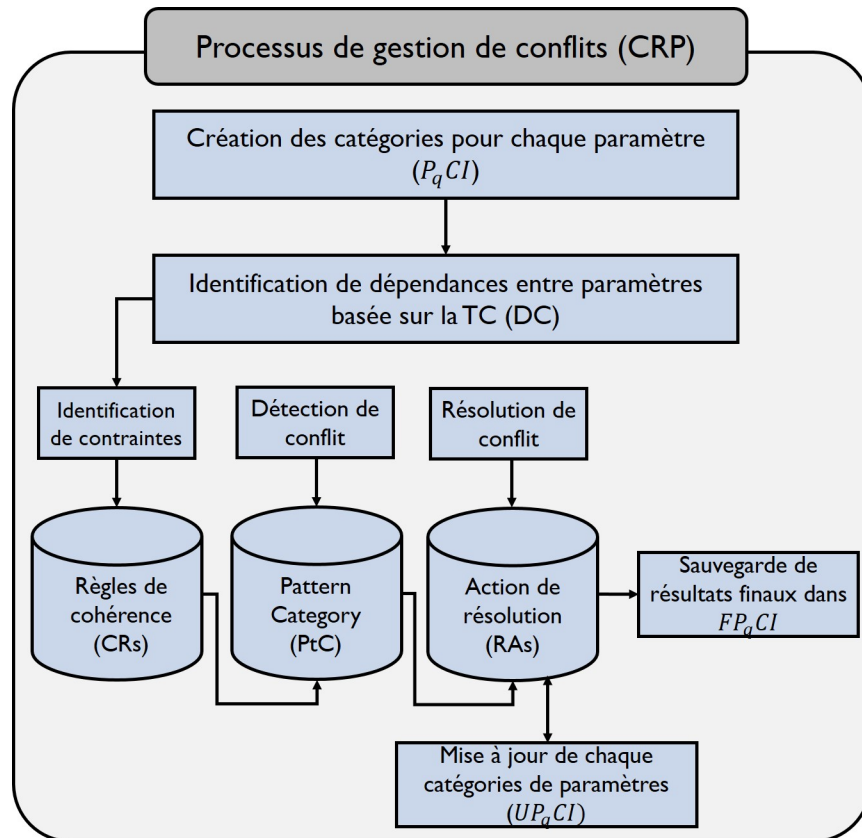 Processus de gestion de conflits (CRP)
Création des catégories pour chaque paramètre
(P_qCI)
Identification de dépendances entre paramètres
basée sur la TC (DC)
Identification
de contraintes
Détection de
conflit
Résolution de
conflit
Règles de
cohérence
(CRs)
Pattern
Category
(PtC)
Action de
résolution
(RAs)
Sauvegarde de
résultats finaux dans
FP_qCI
Mise à jour de chaque
catégories de paramètres
(UP_qCI)